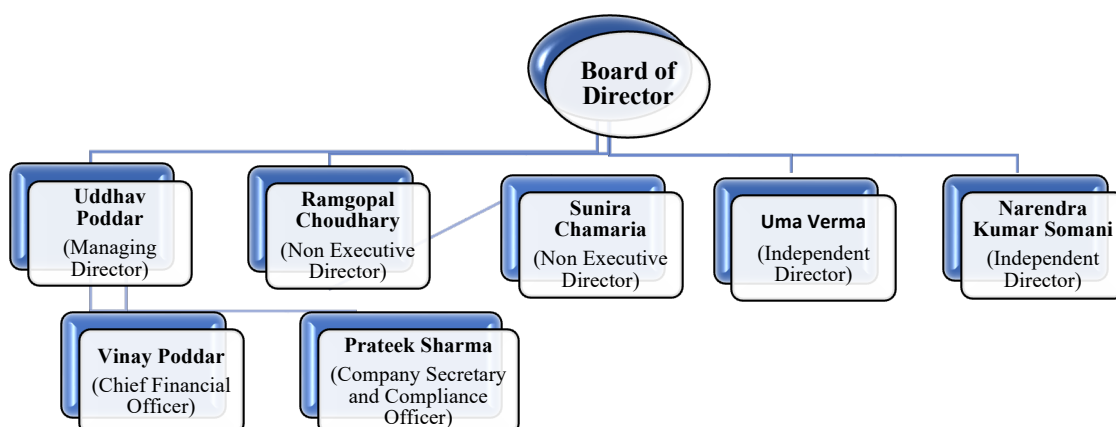 Board of
Director
Uddhav
Poddar
(Managing
Director)
Ramgopal
Choudhary
(Non Executive
Director)
Sunira
Chamaria
(Non Executive
Director)
Uma Verma
(Independent
Director)
Narendra
Kumar Somani
(Independent
Director)
Vinay Poddar
(Chief Financial
Officer)
Prateek Sharma
(Company Secretary
and Compliance
Officer)